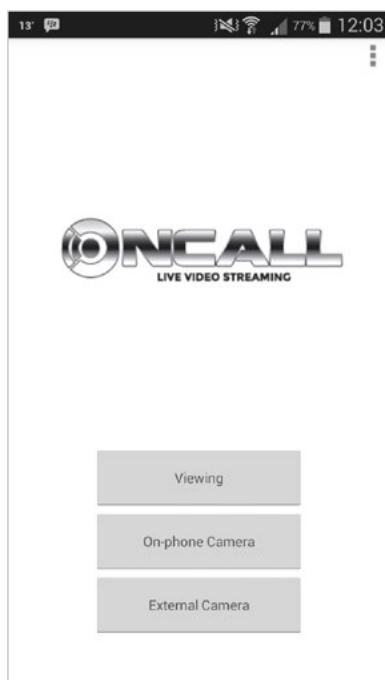 13° 77% 12:03
ONCALL
LIVE VIDEO STREAMING
Viewing
On-phone Camera
External Camera